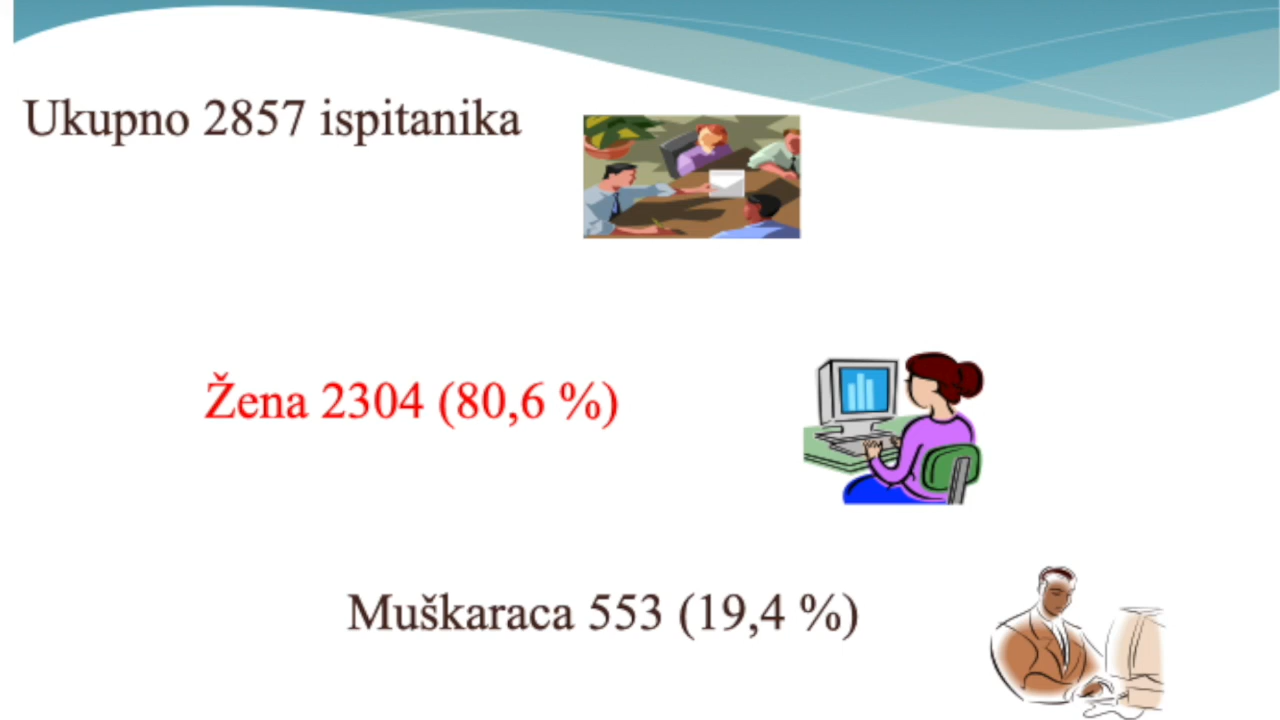 Ukupno 2857 ispitanika
Žena 2304 (80,6 %)
Muškaraca 553 (19,4 %)